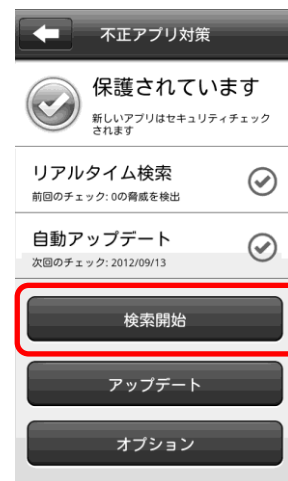 不正アプリ対策
保護されています
新しいアプリはセキュリティチェック
されます
リアルタイム検索
前回のチェック: 0の脅威を検出
自動アップデート
次回のチェック: 2012/09/13
検索開始
アップデート
オプション